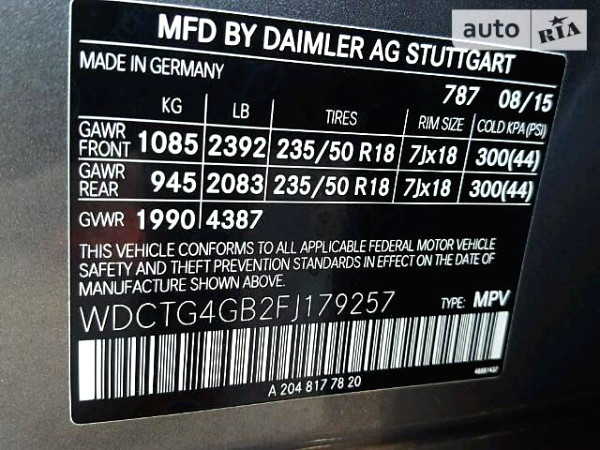 auto RIA
MFD BY DAIMLER AG STUTTGART
MADE IN GERMANY
787 08/15
KG LB TIRES RIM SIZE COLD KPA (PSI)
GAWR
FRONT 1085 2392 235/50 R18 7Jx18 300(44)
GAWR
REAR 945 2083 235/50 R18 7Jx18 300(44)
GVWR 1990 4387
THIS VEHICLE CONFORMS TO ALL APPLICABLE FEDERAL MOTOR VEHICLE
SAFETY AND THEFT PREVENTION STANDARDS IN EFFECT ON THE DATE OF
MANUFACTURE SHOWN ABOVE.
WDCTG4GB2FJ179257 TYPE: MPV
A 204 817 78 20